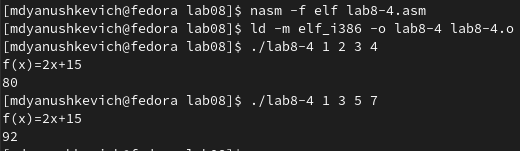 [mdyanushkevich@fedora lab08]$ nasm -f elf lab8-4.asm
[mdyanushkevich@fedora lab08]$ ld -m elf_i386 -o lab8-4 lab8-4.o
[mdyanushkevich@fedora lab08]$ ./lab8-4 1 2 3 4
f(x)=2x+15
80
[mdyanushkevich@fedora lab08]$ ./lab8-4 1 3 5 7
f(x)=2x+15
92